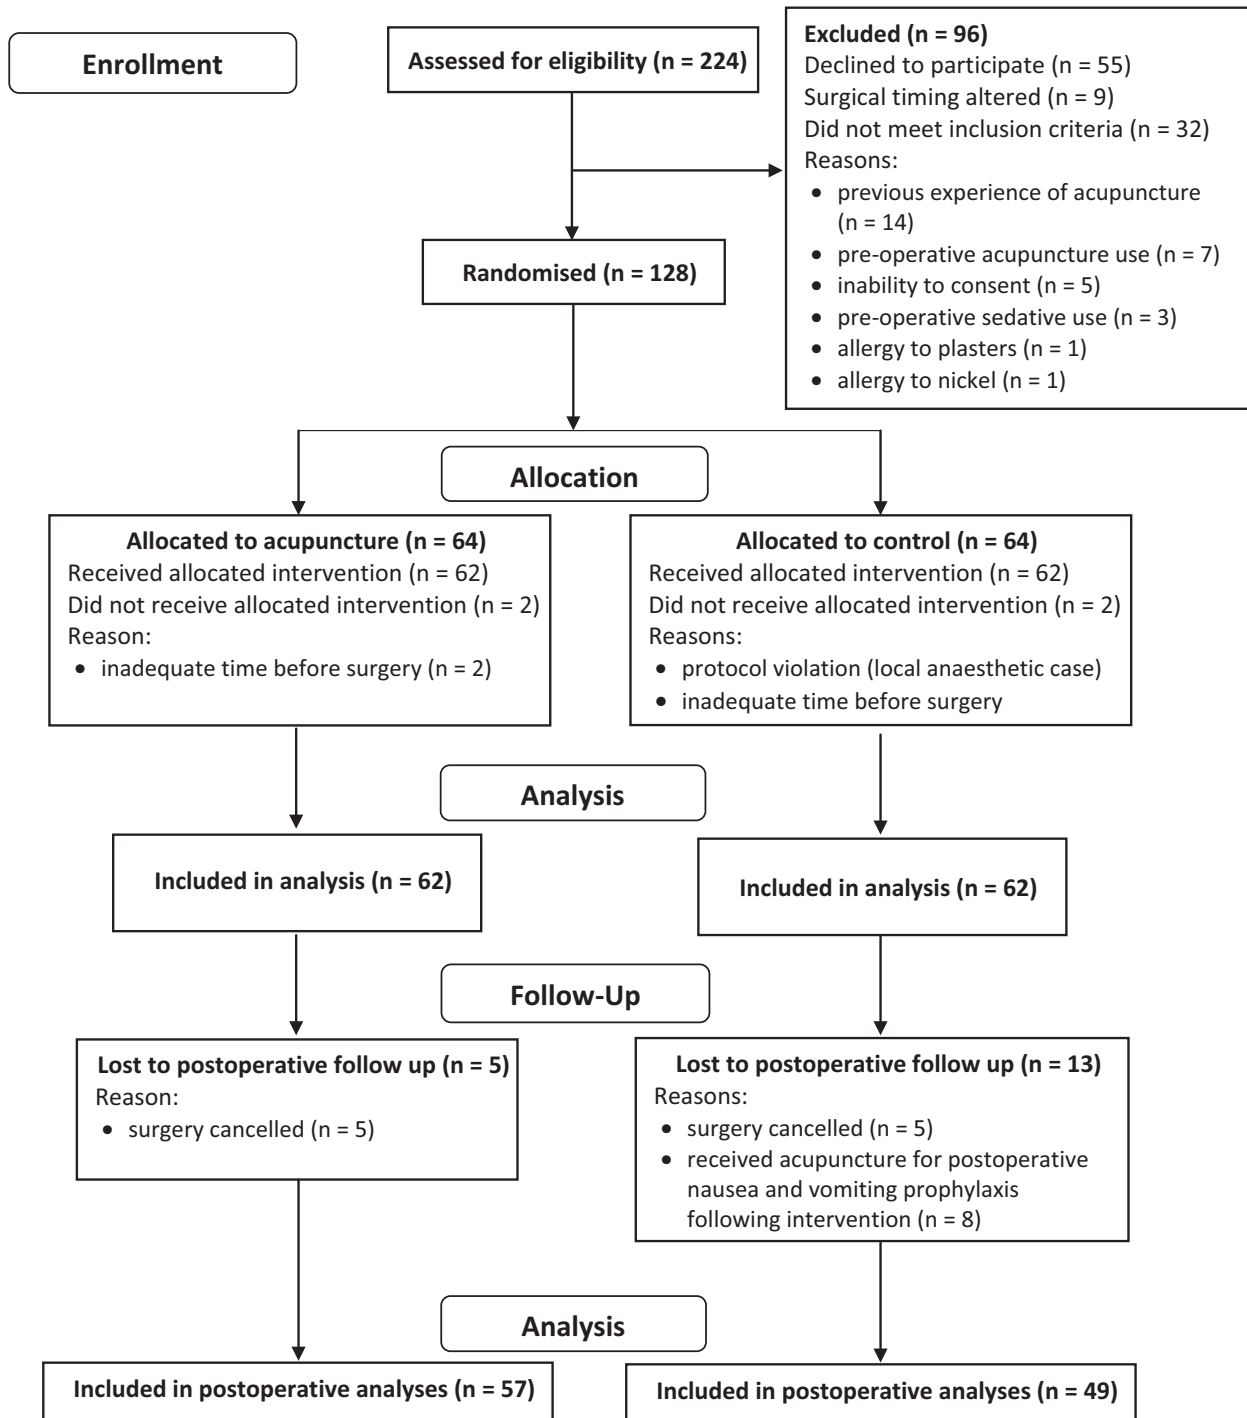 Enrollment
Assessed for eligibility (n = 224)
Excluded (n = 96)
Declined to participate (n = 55)
Surgical timing altered (n = 9)
Did not meet inclusion criteria (n = 32)
Reasons:
• previous experience of acupuncture
(n = 14)
• pre-operative acupuncture use (n = 7)
• inability to consent (n = 5)
• pre-operative sedative use (n = 3)
• allergy to plasters (n = 1)
• allergy to nickel (n = 1)
Randomised (n = 128)
Allocation
Allocated to acupuncture (n = 64)
Received allocated intervention (n = 62)
Did not receive allocated intervention (n = 2)
Reason:
• inadequate time before surgery (n = 2)
Allocated to control (n = 64)
Received allocated intervention (n = 62)
Did not receive allocated intervention (n = 2)
Reasons:
• protocol violation (local anaesthetic case)
• inadequate time before surgery
Analysis
Included in analysis (n = 62)
Included in analysis (n = 62)
Follow-Up
Lost to postoperative follow up (n = 5)
Reason:
• surgery cancelled (n = 5)
Lost to postoperative follow up (n = 13)
Reasons:
• surgery cancelled (n = 5)
• received acupuncture for postoperative
nausea and vomiting prophylaxis
following intervention (n = 8)
Analysis
Included in postoperative analyses (n = 57)
Included in postoperative analyses (n = 49)